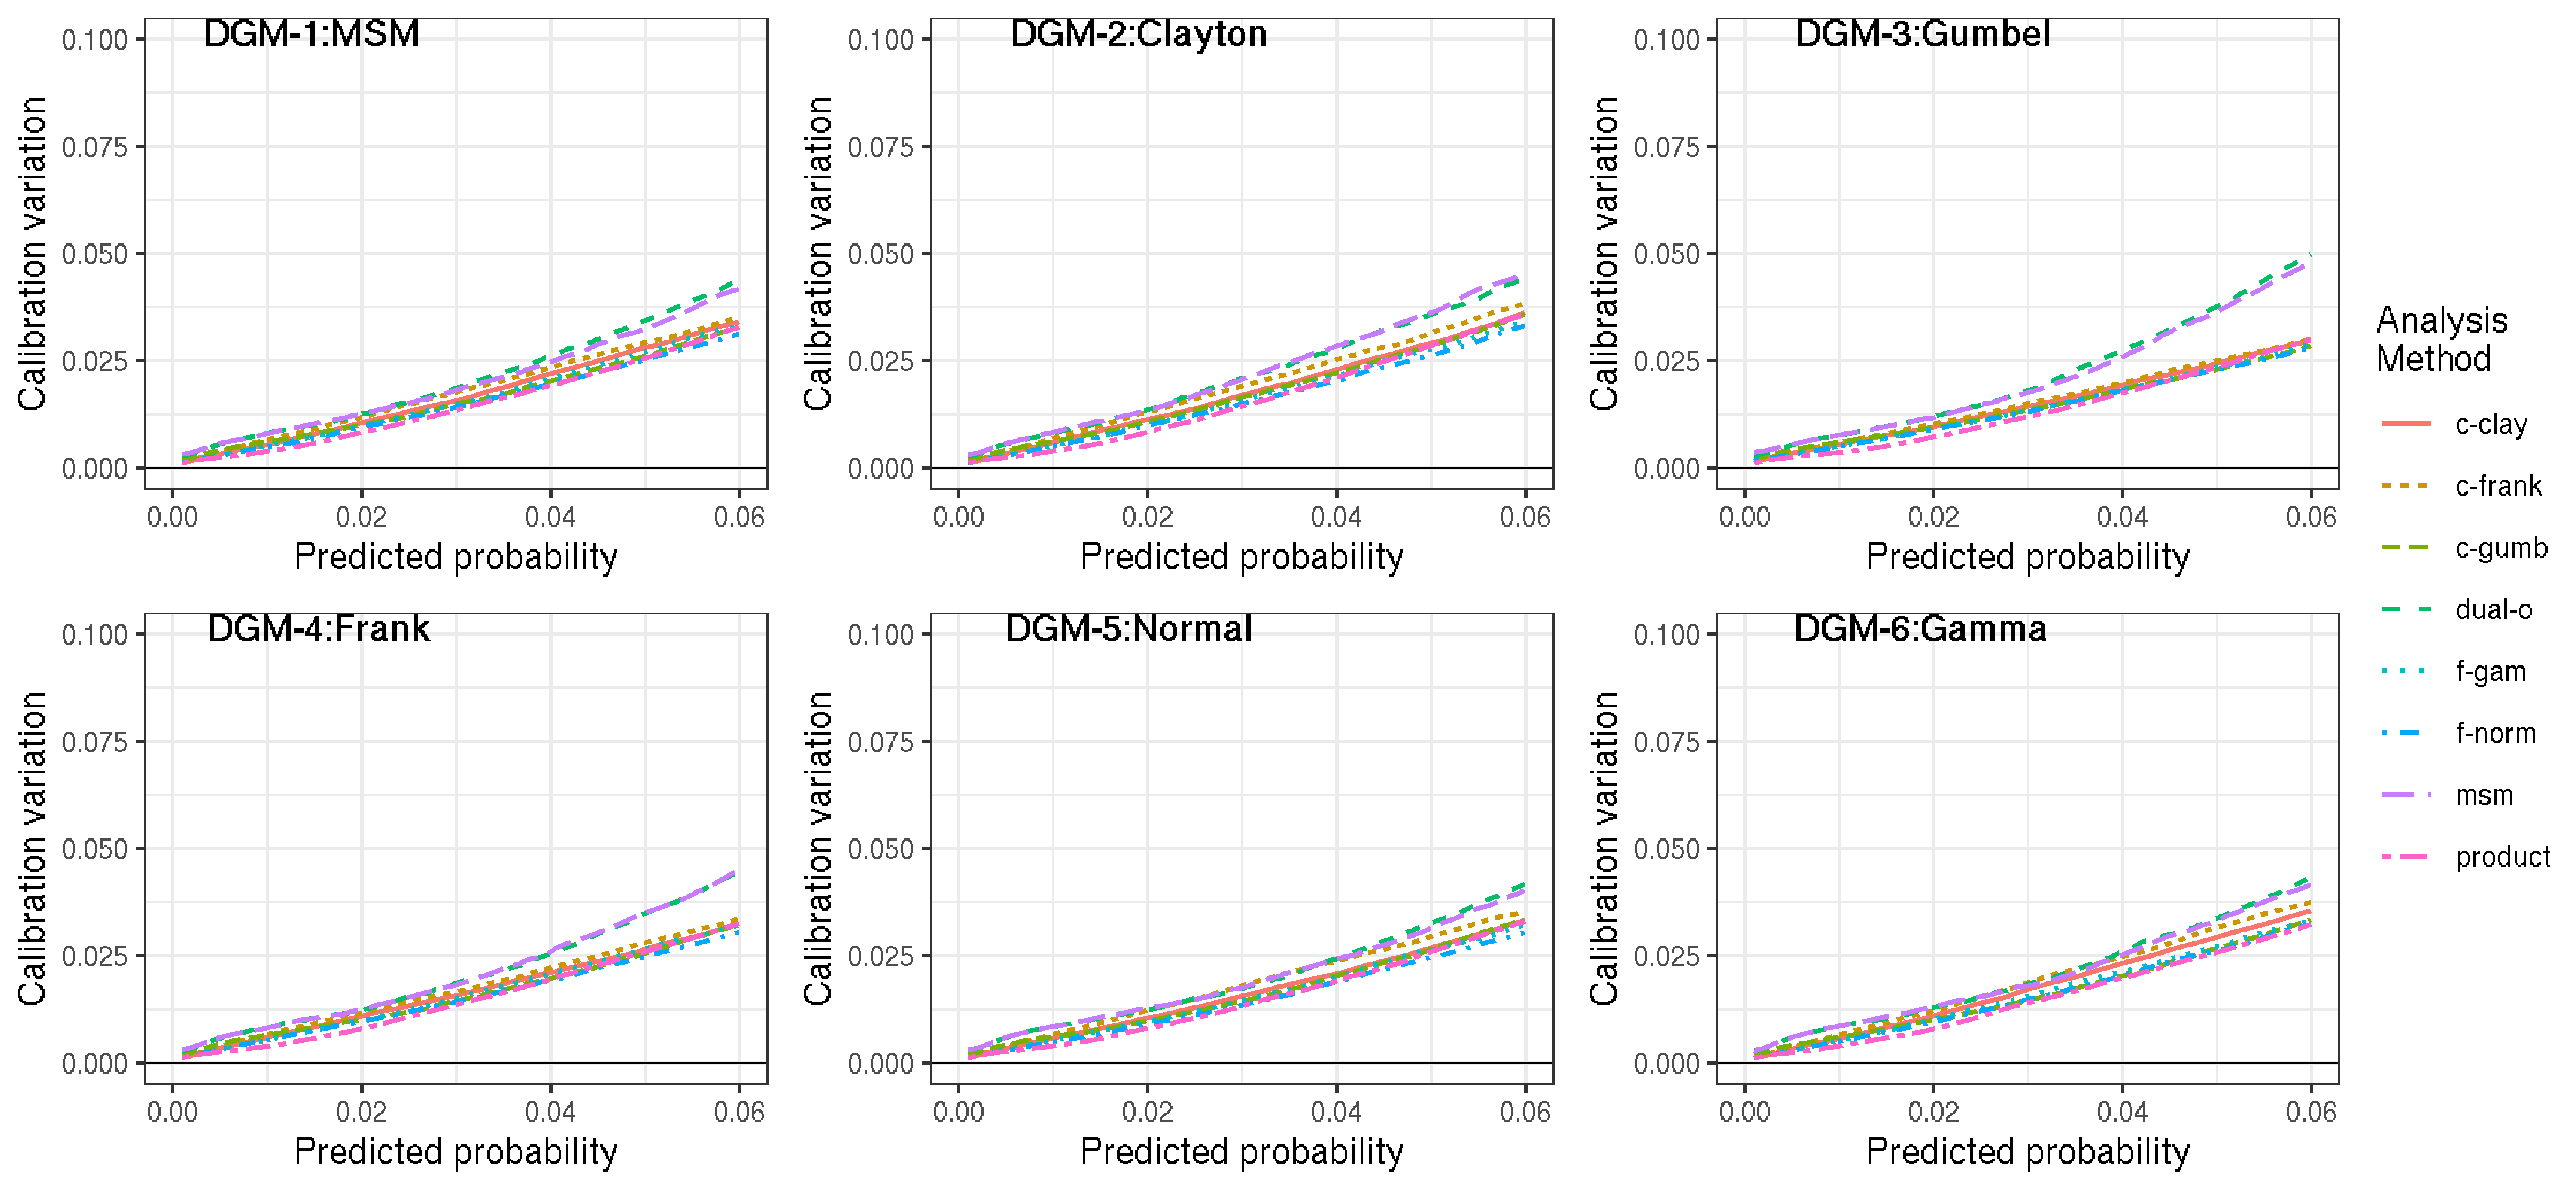 DGM-1:MSM
Calibration variation
0.100
0.075
0.050
0.025
0.000
0.00 0.02 0.04 0.06
Predicted probability
DGM-2:Clayton
Calibration variation
0.100
0.075
0.050
0.025
0.000
0.00 0.02 0.04 0.06
Predicted probability
DGM-3:Gumbel
Calibration variation
0.100
0.075
0.050
0.025
0.000
0.00 0.02 0.04 0.06
Predicted probability
DGM-4:Frank
Calibration variation
0.100
0.075
0.050
0.025
0.000
0.00 0.02 0.04 0.06
Predicted probability
DGM-5:Normal
Calibration variation
0.100
0.075
0.050
0.025
0.000
0.00 0.02 0.04 0.06
Predicted probability
DGM-6:Gamma
Calibration variation
0.100
0.075
0.050
0.025
0.000
0.00 0.02 0.04 0.06
Predicted probability
Analysis
Method
c-clay
c-frank
c-gumb
dual-o
f-gam
f-norm
msm
product